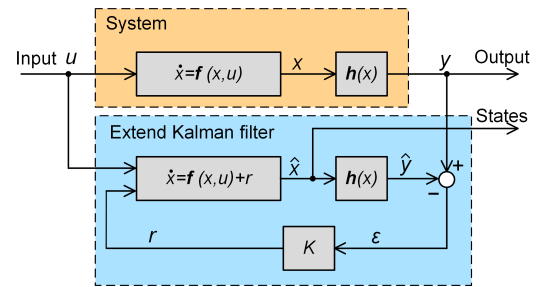 System
Input u
ẋ=f (x,u)
x
h(x)
y
Output
States
Extend Kalman filter
ẋ=f (x,u)+r
x̂
h(x)
ŷ
+
−
r
K
ε